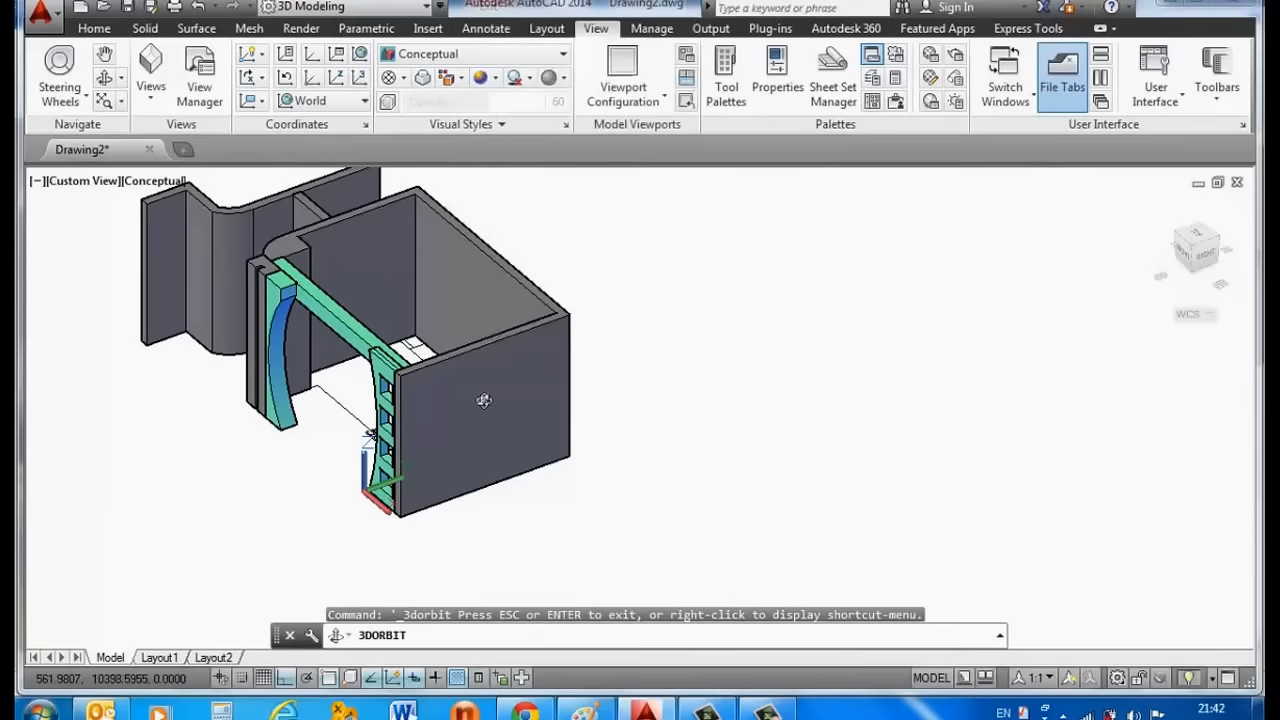 3D Modeling
Autodesk AutoCAD 2014 Drawing2.dwg
Type a keyword or phrase
Sign In
Home Solid Surface Mesh Render Parametric Insert Annotate Layout View Manage Output Plug-ins Autodesk 360 Featured Apps Express Tools
Conceptual
World
60
Steering Wheels
Views
View Manager
Viewport Configuration
Tool Palettes
Properties
Sheet Set Manager
Switch Windows
File Tabs
User Interface
Toolbars
Navigate Views Coordinates Visual Styles Model Viewports Palettes User Interface
Drawing2*
[−][Custom View][Conceptual]
RIGHT
WCS
Command: '_3dorbit Press ESC or ENTER to exit, or right-click to display shortcut-menu.
3DORBIT
Model Layout1 Layout2
561.9807, 10398.5955, 0.0000
MODEL
1:1
EN
21:42